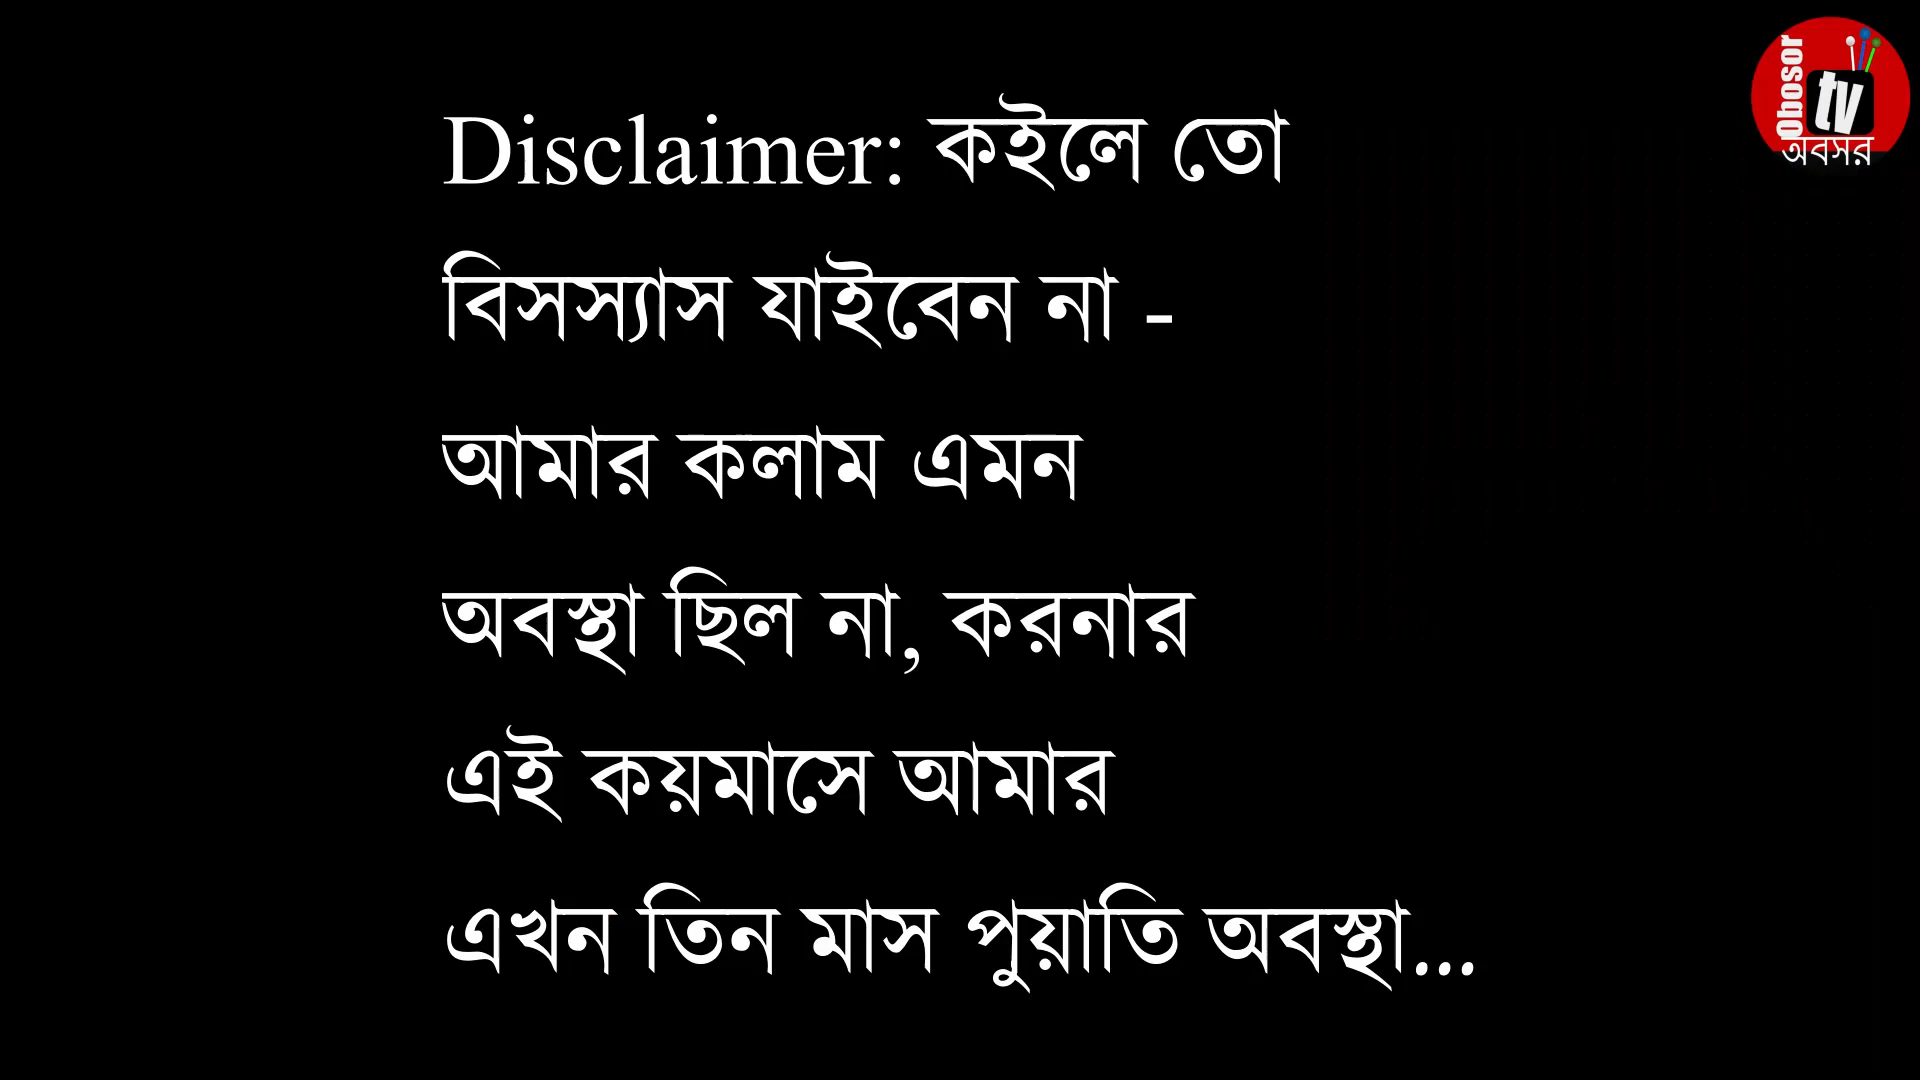 Disclaimer: কইলে তো
বিসস্যাস যাইবেন না -
আমার কলাম এমন
অবস্থা ছিল না, করনার
এই কয়মাসে আমার
এখন তিন মাস পুয়াতি অবস্থা...
Obosor
tv
অবসর